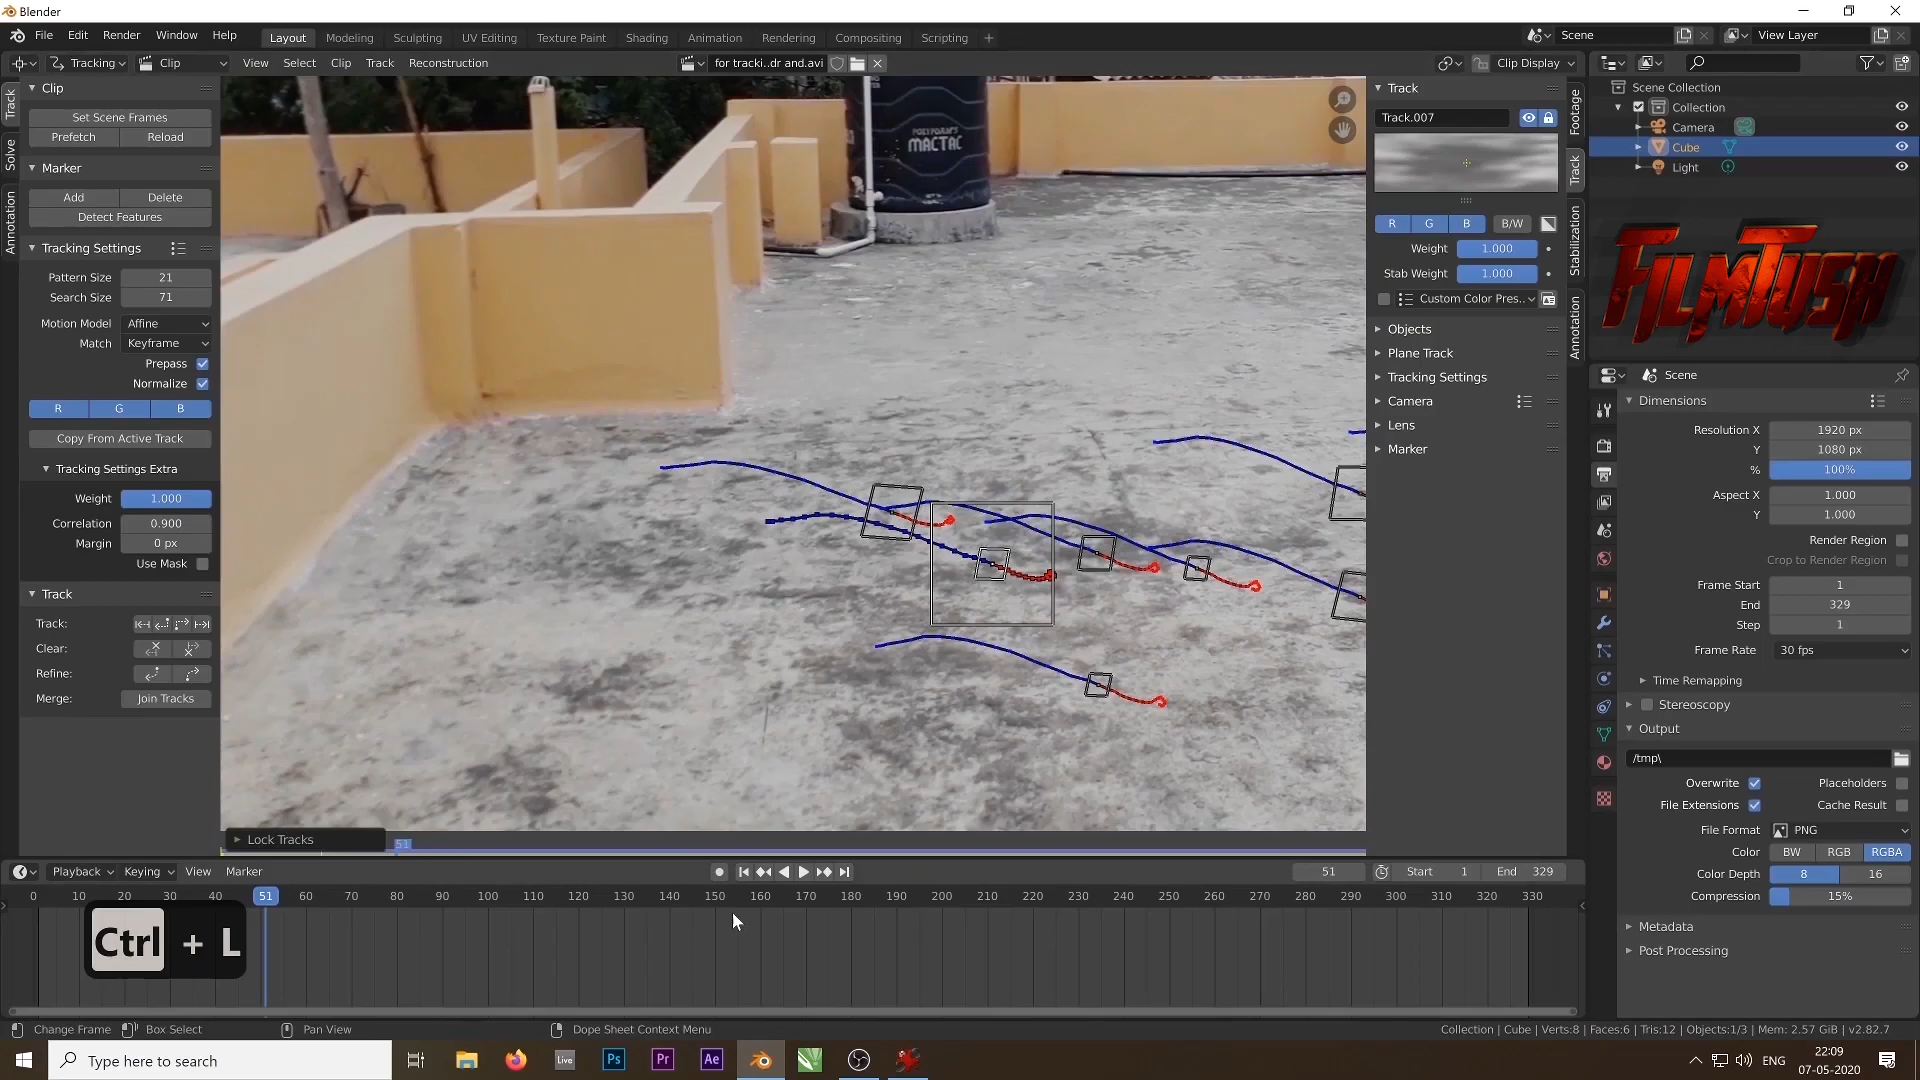 Blender
File Edit Render Window Help Layout Modeling Sculpting UV Editing Texture Paint Shading Animation Rendering Compositing Scripting Scene View Layer
Tracking Clip View Select Clip Track Reconstruction for tracki..dr and.avi Clip Display
Clip
Set Scene Frames
Prefetch Reload
Marker
Add Delete
Detect Features
Tracking Settings
Pattern Size 21
Search Size 71
Motion Model Affine
Match Keyframe
Prepass
Normalize
R G B
Copy From Active Track
Tracking Settings Extra
Weight 1.000
Correlation 0.900
Margin 0 px
Use Mask
Track
Track:
Clear:
Refine:
Merge: Join Tracks
Track
Solve
Annotation
POLYFORM'S
MACTAC
Lock Tracks
51
Track
Track.007
R G B B/W
Weight 1.000
Stab Weight 1.000
Custom Color Pres..
Objects
Plane Track
Tracking Settings
Camera
Lens
Marker
Footage
Track
Stabilization
Annotation
Scene Collection
Collection
Camera
Cube
Light
FILMTUSH
Scene
Dimensions
Resolution X 1920 px
Y 1080 px
% 100%
Aspect X 1.000
Y 1.000
Render Region
Crop to Render Region
Frame Start 1
End 329
Step 1
Frame Rate 30 fps
Time Remapping
Stereoscopy
Output
/tmp\
Overwrite Placeholders
File Extensions Cache Result
File Format PNG
Color BW RGB RGBA
Color Depth 8 16
Compression 15%
Metadata
Post Processing
Playback Keying View Marker 51 Start 1 End 329
0 10 20 30 40 51 60 70 80 90 100 110 120 130 140 150 160 170 180 190 200 210 220 230 240 250 260 270 280 290 300 310 320 330
Ctrl + L
Change Frame Box Select Pan View Dope Sheet Context Menu Collection | Cube | Verts:8 | Faces:6 | Tris:12 | Objects:1/3 | Mem: 2.57 GiB | v2.82.7
Type here to search Live Ps Pr Ae ENG 22:09
07-05-2020